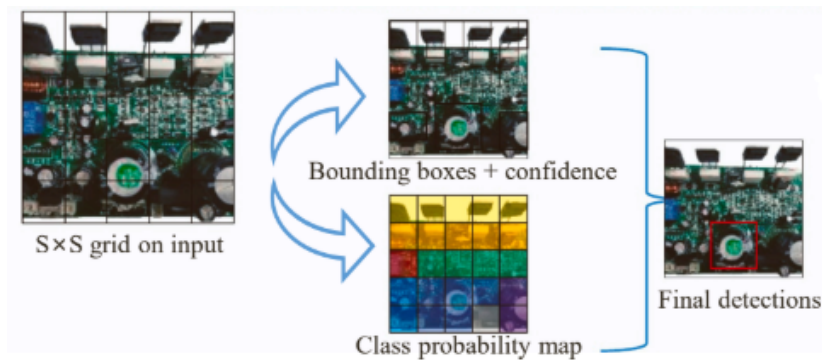 S×S grid on input
Bounding boxes + confidence
Class probability map
Final detections